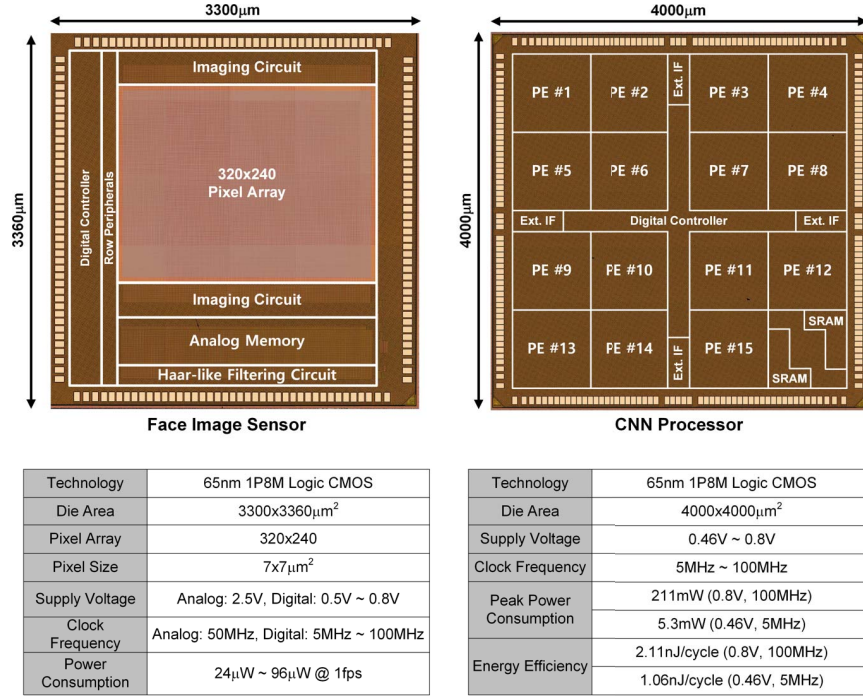 3300μm
3360μm
Imaging Circuit
Digital Controller
Row Peripherals
320x240
Pixel Array
Imaging Circuit
Analog Memory
Haar-like Filtering Circuit
Face Image Sensor
4000μm
4000μm
PE #1
PE #2
Ext. IF
PE #3
PE #4
PE #5
PE #6
PE #7
PE #8
Ext. IF
Digital Controller
Ext. IF
PE #9
PE #10
PE #11
PE #12
PE #13
PE #14
Ext. IF
PE #15
SRAM
SRAM
CNN Processor
Technology 65nm 1P8M Logic CMOS
Die Area 3300x3360μm²
Pixel Array 320x240
Pixel Size 7x7μm²
Supply Voltage Analog: 2.5V, Digital: 0.5V ~ 0.8V
Clock Frequency Analog: 50MHz, Digital: 5MHz ~ 100MHz
Power Consumption 24μW ~ 96μW @ 1fps
Technology 65nm 1P8M Logic CMOS
Die Area 4000x4000μm²
Supply Voltage 0.46V ~ 0.8V
Clock Frequency 5MHz ~ 100MHz
Peak Power Consumption 211mW (0.8V, 100MHz)
5.3mW (0.46V, 5MHz)
Energy Efficiency 2.11nJ/cycle (0.8V, 100MHz)
1.06nJ/cycle (0.46V, 5MHz)